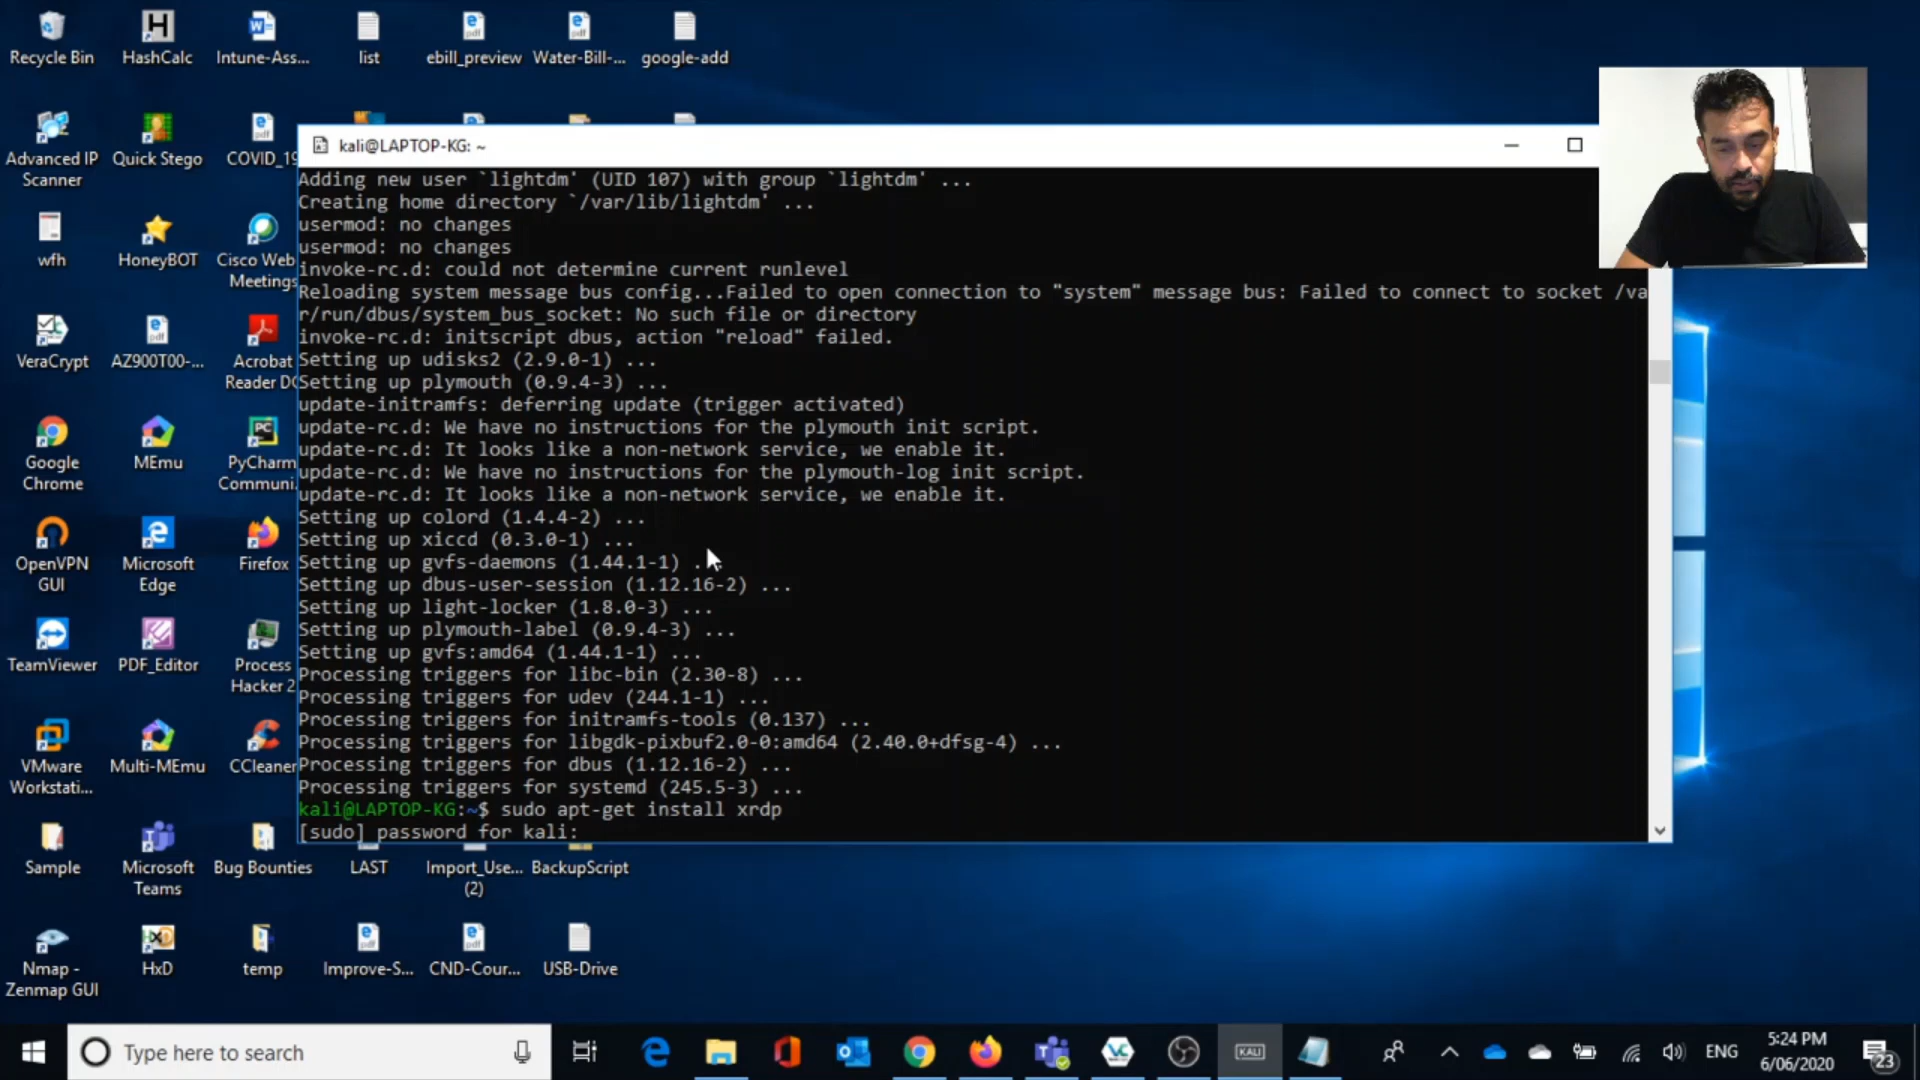 Recycle Bin
HashCalc
Intune-Ass...
list
ebill_preview
Water-Bill-...
google-add
Advanced IP
Scanner
Quick Stego
COVID_19
wfh
HoneyBOT
Cisco Web
Meetings
VeraCrypt
AZ900T00-...
Acrobat
Reader DC
Google
Chrome
MEmu
PyCharm
Communi.
OpenVPN
GUI
Microsoft
Edge
Firefox
TeamViewer
PDF_Editor
Process
Hacker 2
VMware
Workstati...
Multi-MEmu
CCleaner
Sample
Microsoft
Teams
Bug Bounties
LAST
Import_Use...
(2)
BackupScript
Nmap -
Zenmap GUI
HxD
temp
Improve-S...
CND-Cour...
USB-Drive
kali@LAPTOP-KG: ~
Adding new user `lightdm' (UID 107) with group `lightdm' ...
Creating home directory `/var/lib/lightdm' ...
usermod: no changes
usermod: no changes
invoke-rc.d: could not determine current runlevel
Reloading system message bus config...Failed to open connection to "system" message bus: Failed to connect to socket /va
r/run/dbus/system_bus_socket: No such file or directory
invoke-rc.d: initscript dbus, action "reload" failed.
Setting up udisks2 (2.9.0-1) ...
Setting up plymouth (0.9.4-3) ...
update-initramfs: deferring update (trigger activated)
update-rc.d: We have no instructions for the plymouth init script.
update-rc.d: It looks like a non-network service, we enable it.
update-rc.d: We have no instructions for the plymouth-log init script.
update-rc.d: It looks like a non-network service, we enable it.
Setting up colord (1.4.4-2) ...
Setting up xiccd (0.3.0-1) ...
Setting up gvfs-daemons (1.44.1-1) ..
Setting up dbus-user-session (1.12.16-2) ...
Setting up light-locker (1.8.0-3) ...
Setting up plymouth-label (0.9.4-3) ...
Setting up gvfs:amd64 (1.44.1-1) ...
Processing triggers for libc-bin (2.30-8) ...
Processing triggers for udev (244.1-1) ...
Processing triggers for initramfs-tools (0.137) ...
Processing triggers for libgdk-pixbuf2.0-0:amd64 (2.40.0+dfsg-4) ...
Processing triggers for dbus (1.12.16-2) ...
Processing triggers for systemd (245.5-3) ...
kali@LAPTOP-KG:~$ sudo apt-get install xrdp
[sudo] password for kali:
Type here to search
KALI
ENG
5:24 PM
6/06/2020
23